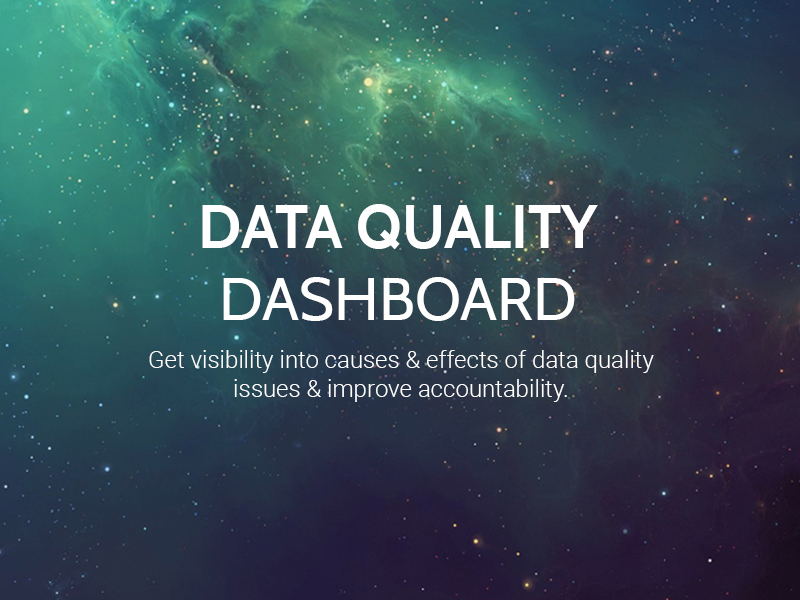 DATA QUALITY
DASHBOARD
Get visibility into causes & effects of data quality
issues & improve accountability.